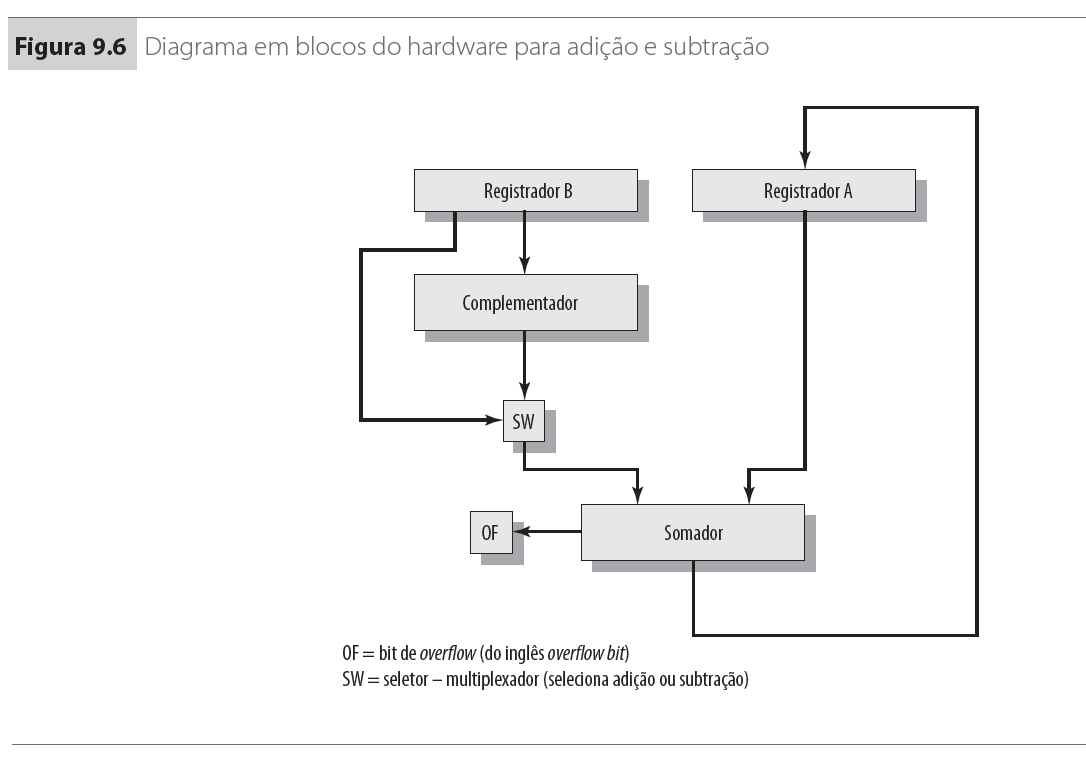 Figura 9.6 Diagrama em blocos do hardware para adição e subtração
Registrador B
Registrador A
Complementador
SW
OF
Somador
OF = bit de overflow (do inglês overflow bit)
SW = seletor – multiplexador (seleciona adição ou subtração)